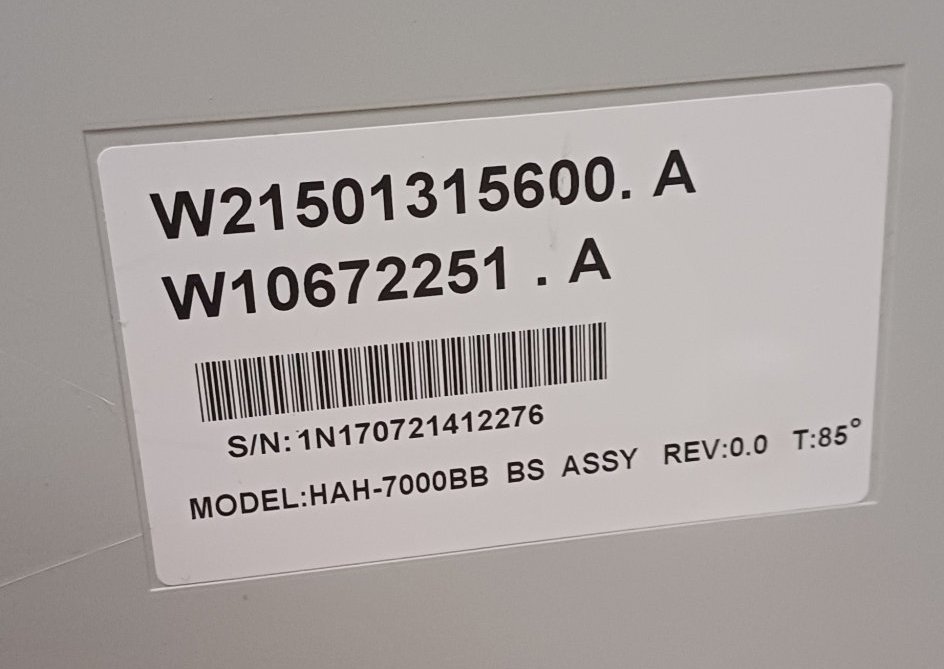 W21501315600. A
W10672251 . A
S/N: 1N170721412276
MODEL:HAH-7000BB BS ASSY REV:0.0 T:85°